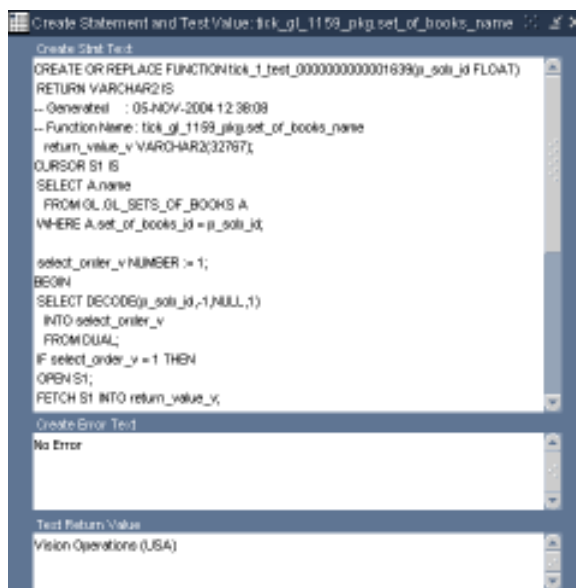 Create Statement and Test Value: tick_gl_1159_pkg.set_of_books_name
Create Stmt Text
CREATE OR REPLACE FUNCTION tick_1_test_000000000001639(p_sob_id FLOAT)
RETURN VARCHAR2 IS
-- Generated : 05-NOV-2004 12:38:08
-- Function Name : tick_gl_1159_pkg.set_of_books_name
return_value_v VARCHAR2(32767);
CURSOR S1 IS
SELECT A.name
FROM GL.GL_SETS_OF_BOOKS A
WHERE A.set_of_books_id = p_sob_id;
select_order_v NUMBER := 1;
BEGIN
SELECT DECODE(p_sob_id,-1,NULL,1)
INTO select_order_v
FROM DUAL;
IF select_order_v = 1 THEN
OPEN S1;
FETCH S1 INTO return_value_v;
Create Error Text
No Error
Test Return Value
Vision Operations (USA)